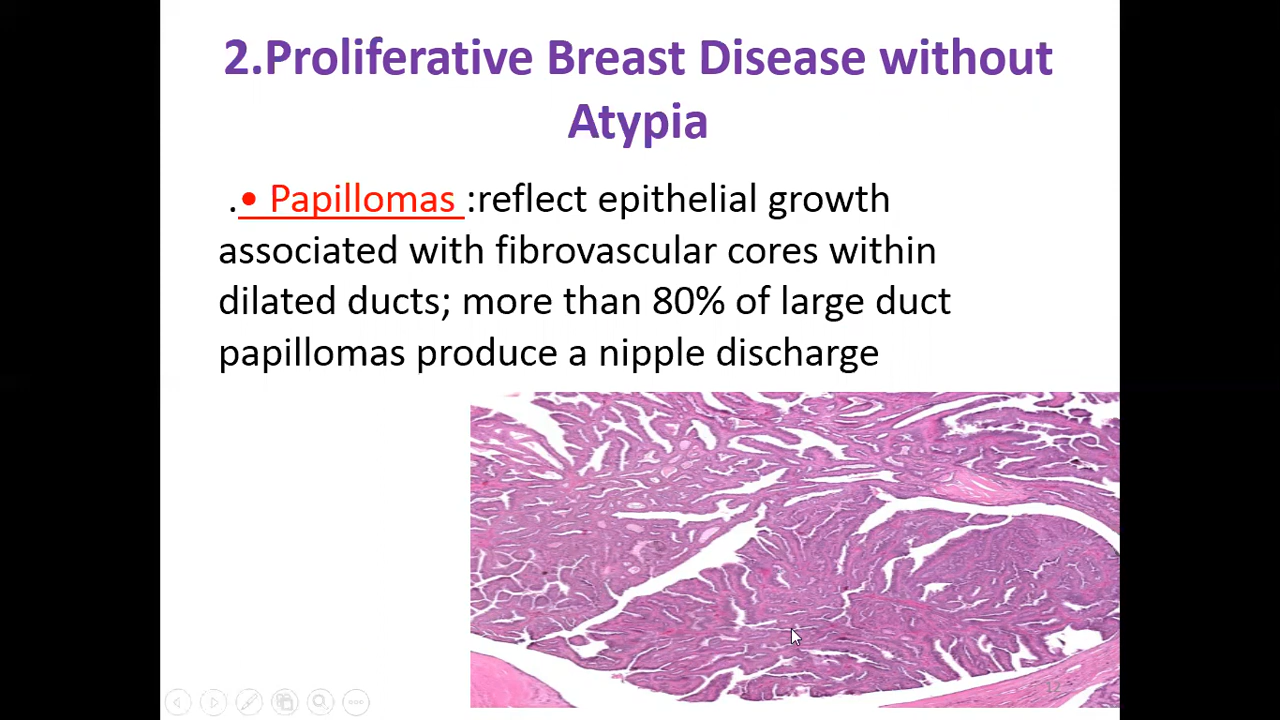 2.Proliferative Breast Disease without
Atypia
.• Papillomas :reflect epithelial growth
associated with fibrovascular cores within
dilated ducts; more than 80% of large duct
papillomas produce a nipple discharge
12